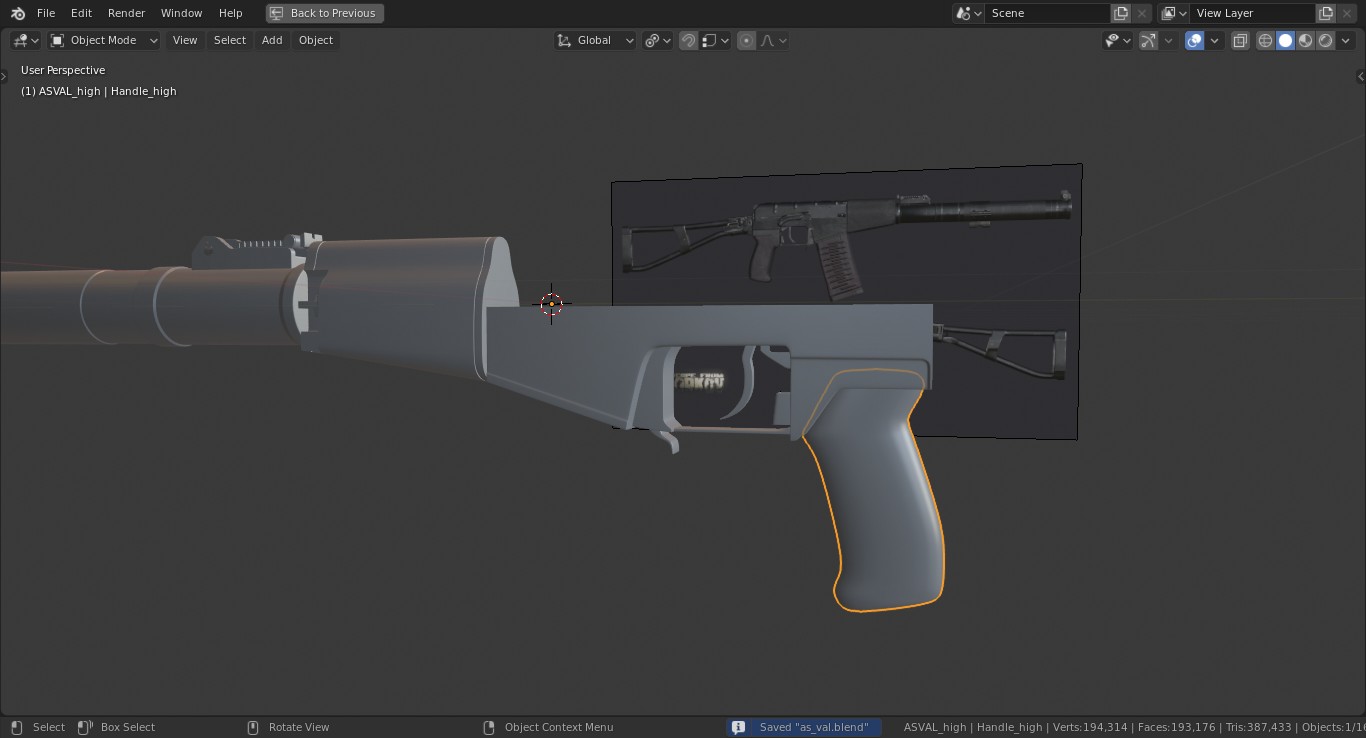 File Edit Render Window Help Back to Previous Scene View Layer
Object Mode View Select Add Object Global
User Perspective
(1) ASVAL_high | Handle_high
Select Box Select Rotate View Object Context Menu Saved "as_val.blend" ASVAL_high | Handle_high | Verts:194,314 | Faces:193,176 | Tris:387,433 | Objects:1/1